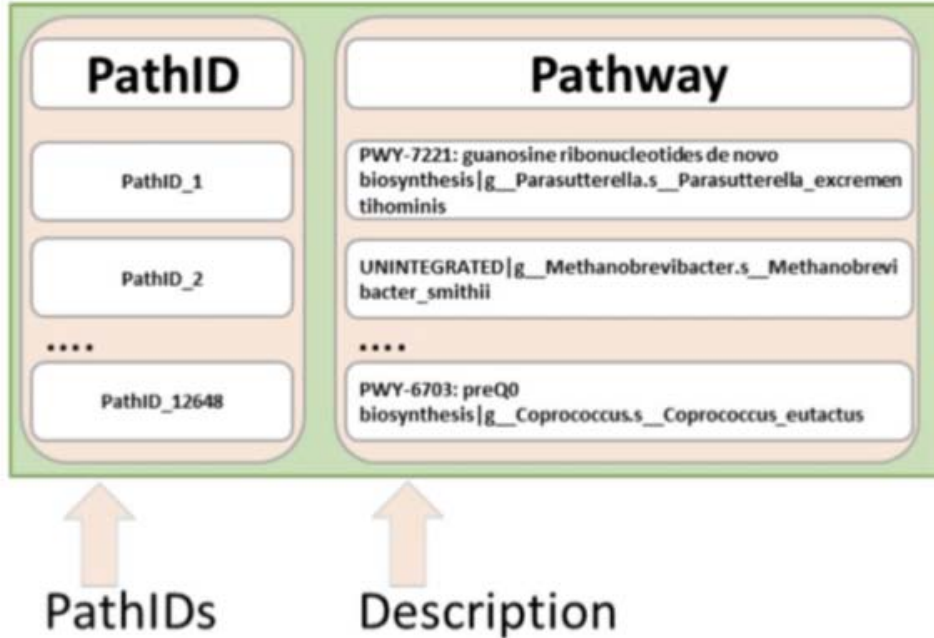 PathID
Pathway
PathID_1
PWY-7221: guanosine ribonucleotides de novo
biosynthesis|g__Parasutterella.s__Parasutterella_excremen
tihominis
PathID_2
UNINTEGRATED|g__Methanobrevibacter.s__Methanobrevi
bacter_smithii
....
....
PathID_12648
PWY-6703: preQ0
biosynthesis|g__Coprococcus.s__Coprococcus_eutactus
PathIDs
Description